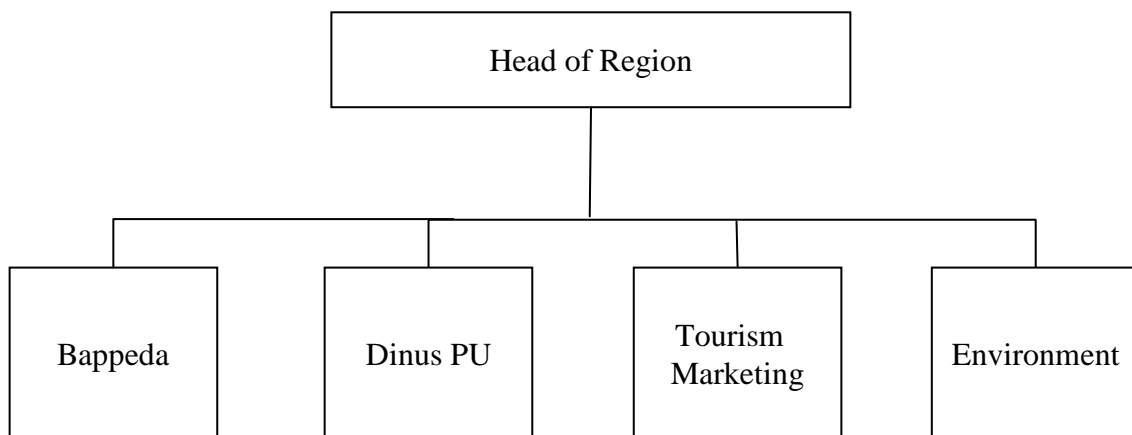 Head of Region
Bappeda
Dinus PU
Tourism
Marketing
Environment